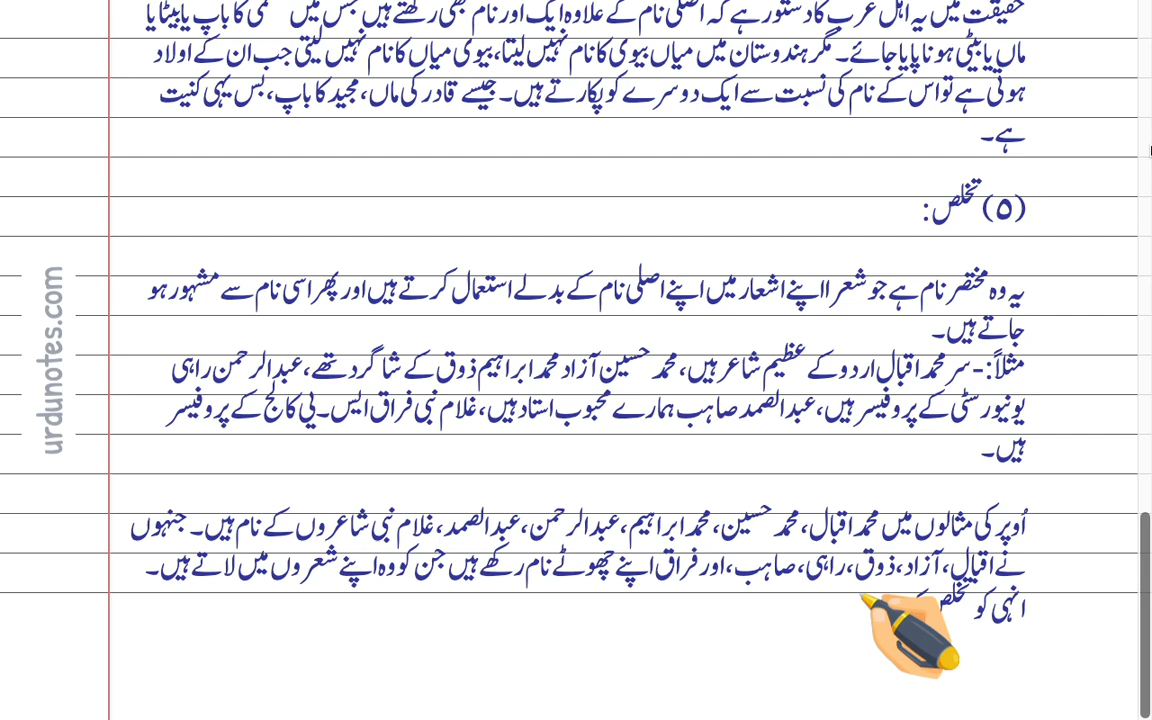 حقیقت میں یہ اہل عرب کا دستور ہے کہ اصلی نام کے علاوہ ایک اور نام بھی رکھتے ہیں جس میں کا باپ یا بیٹا یا
ماں یا بیٹی ہونا پایا جائے۔ مگر ہندوستان میں میاں بیوی کا نام نہیں لیتا، بیوی میاں کا نام نہیں لیتی جب ان کے اولاد
ہوتی ہے تو اس کے نام کی نسبت سے ایک دوسرے کو پکارتے ہیں۔ جیسے قادر کی ماں، مجید کا باپ، بس یہی کنیت
ہے۔
(۵) تخلص :
یہ وہ مختصر نام ہے جو شعرا اپنے اشعار میں اپنے اصلی نام کے بدلے استعمال کرتے ہیں اور پھر اسی نام سے مشہور ہو
جاتے ہیں۔
مثلاً:- سر محمد اقبال اردو کے عظیم شاعر ہیں، محمد حسین آزاد محمد ابراہیم ذوق کے شاگرد تھے، عبدالرحمن راہی
یونیورسٹی کے پروفیسر ہیں، عبدالصمد صاہب ہمارے محبوب استاد ہیں، غلام نبی فراق ایس۔پی کالج کے پروفیسر
ہیں۔
اُوپر کی مثالوں میں محمد اقبال، محمد حسین، محمد ابراہیم، عبدالرحمن، عبدالصمد، غلام نبی شاعروں کے نام ہیں۔ جنہوں
نے اقبال، آزاد، ذوق، راہی، صاہب، اور فراق اپنے چھوٹے نام رکھے ہیں جن کو وہ اپنے شعروں میں لاتے ہیں۔
انہی کو تخلص
urdunotes.com